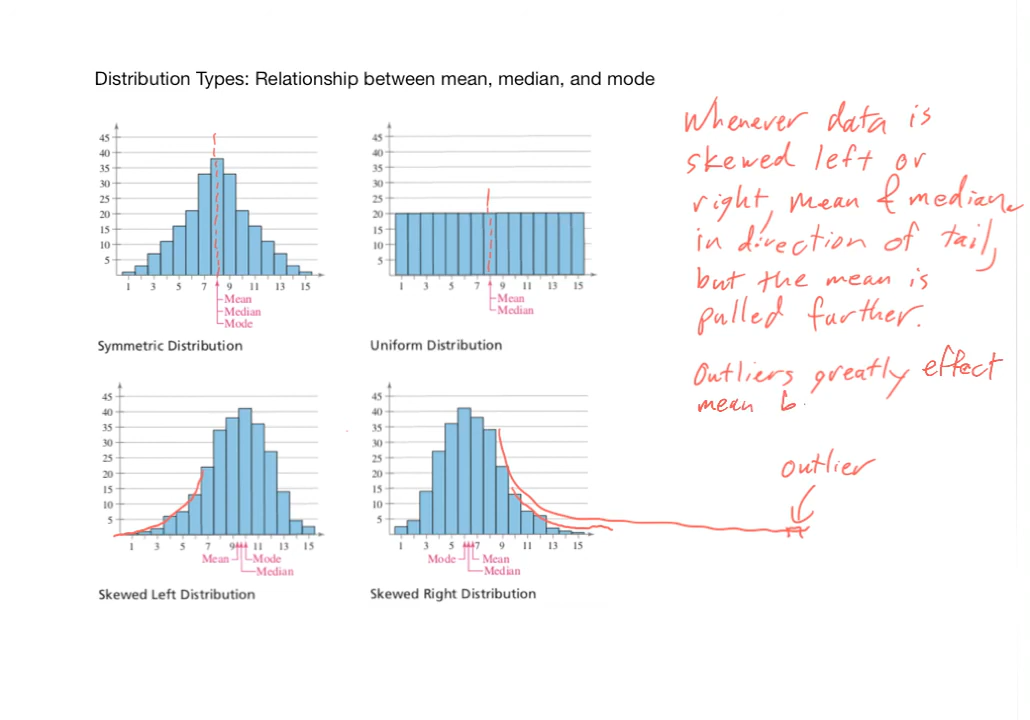 Distribution Types: Relationship between mean, median, and mode
45
40
35
30
25
20
15
10
5
1 3 5 7 9 11 13 15
Mean
Median
Mode
Symmetric Distribution
45
40
35
30
25
20
15
10
5
1 3 5 7 9 11 13 15
Mean
Median
Uniform Distribution
45
40
35
30
25
20
15
10
5
1 3 5 7 9 11 13 15
Mean Mode
Median
Skewed Left Distribution
45
40
35
30
25
20
15
10
5
1 3 5 7 9 11 13 15
Mode Mean
Median
Skewed Right Distribution
Whenever data is
skewed left or
right, mean & median
in direction of tail,
but the mean is
pulled further.
Outliers greatly effect
mean b.
outlier